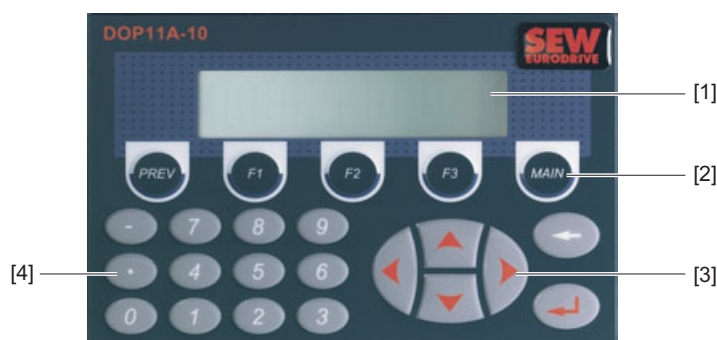 DOP11A-10
SEW
EURODRIVE
[1]
PREV F1 F2 F3 MAIN
[2]
- 7 8 9
[4]
. 4 5 6
[3]
0 1 2 3